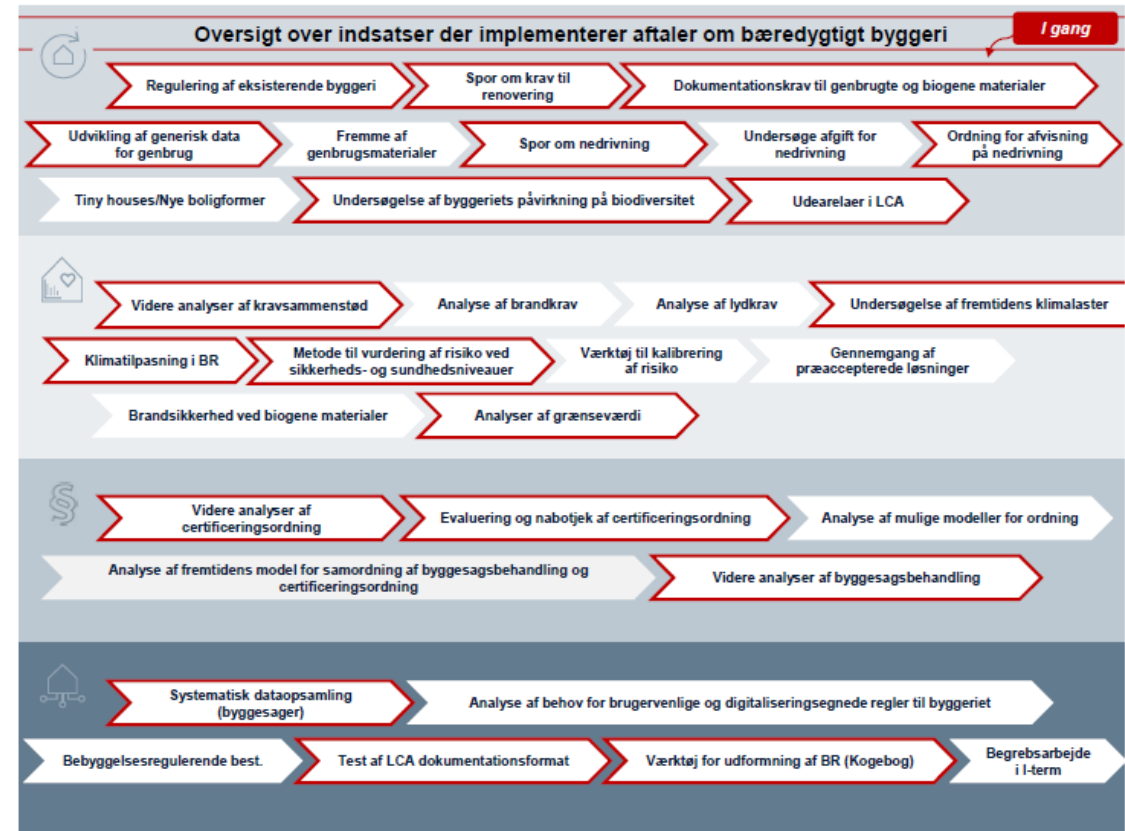 Oversigt over indsatser der implementerer aftaler om bæredygtigt byggeri
I gang
Regulering af eksisterende byggeri
Spor om krav til
renovering
Dokumentationskrav til genbrugte og biogene materialer
Udvikling af generisk data
for genbrug
Fremme af
genbrugsmaterialer
Spor om nedrivning
Undersøge afgift for
nedrivning
Ordning for afvisning
på nedrivning
Tiny houses/Nye boligformer
Undersøgelse af byggeriets påvirkning på biodiversitet
Udearelaer i LCA
Videre analyser af kravsammenstød
Analyse af brandkrav
Analyse af lydkrav
Undersøgelse af fremtidens klimalaster
Klimatilpasning i BR
Metode til vurdering af risiko ved
sikkerheds- og sundhedsniveauer
Værktøj til kalibrering
af risiko
Gennemgang af
præaccepterede løsninger
Brandsikkerhed ved biogene materialer
Analyser af grænseværdi
§
Videre analyser af
certificeringsordning
Evaluering og nabotjek af certificeringsordning
Analyse af mulige modeller for ordning
Analyse af fremtidens model for samordning af byggesagsbehandling og
certificeringsordning
Videre analyser af byggesagsbehandling
Systematisk dataopsamling
(byggesager)
Analyse af behov for brugervenlige og digitaliseringsegnede regler til byggeriet
Bebyggelsesregulerende best.
Test af LCA dokumentationsformat
Værktøj for udformning af BR (Kogebog)
Begrebsarbejde
i I-term